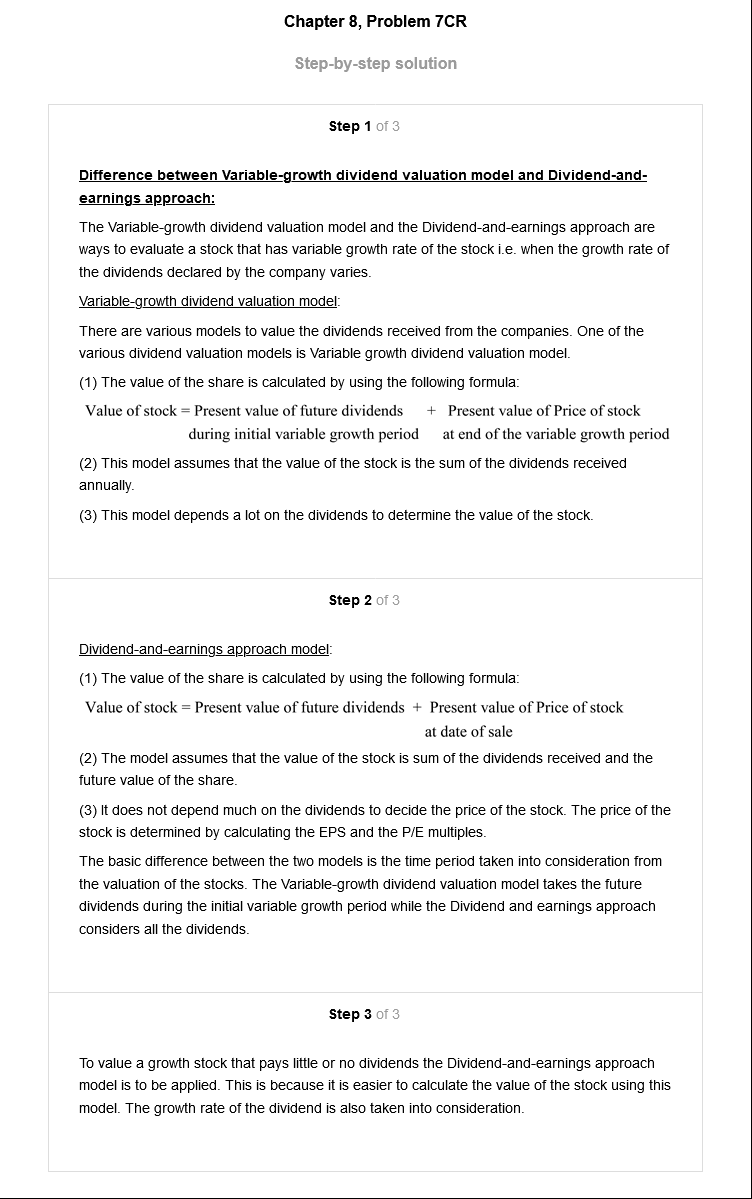 Chapter 8, Problem 7CR
Step-by-step solution
Step 1 of 3
Difference between Variable-growth dividend valuation model and Dividend-and-
earnings approach:
The Variable-growth dividend valuation model and the Dividend-and-earnings approach are
ways to evaluate a stock that has variable growth rate of the stock i.e. when the growth rate of
the dividends declared by the company varies.
Variable-growth dividend valuation model:
There are various models to value the dividends received from the companies. One of the
various dividend valuation models is Variable growth dividend valuation model.
(1) The value of the share is calculated by using the following formula:
Value of stock = Present value of future dividends + Present value of Price of stock
during initial variable growth period at end of the variable growth period
(2) This model assumes that the value of the stock is the sum of the dividends received
annually.
(3) This model depends a lot on the dividends to determine the value of the stock.
Step 2 of 3
Dividend-and-earnings approach model:
(1) The value of the share is calculated by using the following formula:
Value of stock = Present value of future dividends + Present value of Price of stock
at date of sale
(2) The model assumes that the value of the stock is sum of the dividends received and the
future value of the share.
(3) It does not depend much on the dividends to decide the price of the stock. The price of the
stock is determined by calculating the EPS and the P/E multiples.
The basic difference between the two models is the time period taken into consideration from
the valuation of the stocks. The Variable-growth dividend valuation model takes the future
dividends during the initial variable growth period while the Dividend and earnings approach
considers all the dividends.
Step 3 of 3
To value a growth stock that pays little or no dividends the Dividend-and-earnings approach
model is to be applied. This is because it is easier to calculate the value of the stock using this
model. The growth rate of the dividend is also taken into consideration.